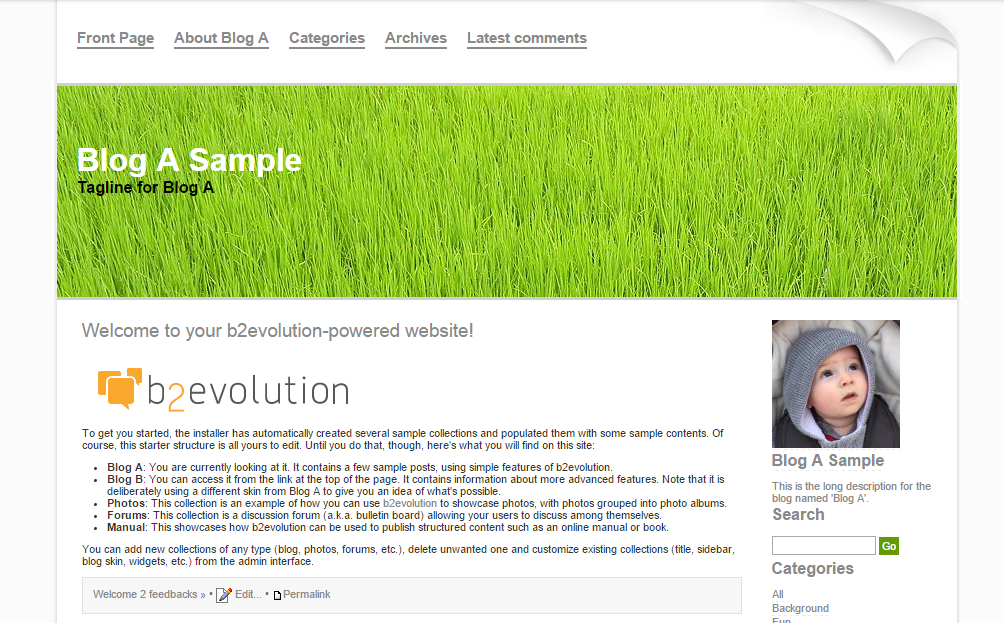 Front Page About Blog A Categories Archives Latest comments
Blog A Sample
Tagline for Blog A
Welcome to your b2evolution-powered website!
b2evolution
To get you started, the installer has automatically created several sample collections and populated them with some sample contents. Of
course, this starter structure is all yours to edit. Until you do that, though, here's what you will find on this site:
• Blog A: You are currently looking at it. It contains a few sample posts, using simple features of b2evolution.
• Blog B: You can access it from the link at the top of the page. It contains information about more advanced features. Note that it is
deliberately using a different skin from Blog A to give you an idea of what's possible.
• Photos: This collection is an example of how you can use b2evolution to showcase photos, with photos grouped into photo albums.
• Forums: This collection is a discussion forum (a.k.a. bulletin board) allowing your users to discuss among themselves.
• Manual: This showcases how b2evolution can be used to publish structured content such as an online manual or book.
You can add new collections of any type (blog, photos, forums, etc.), delete unwanted one and customize existing collections (title, sidebar,
blog skin, widgets, etc.) from the admin interface.
Welcome 2 feedbacks » • Edit... • Permalink
Blog A Sample
This is the long description for the
blog named 'Blog A'.
Search
Go
Categories
All
Background
Fun